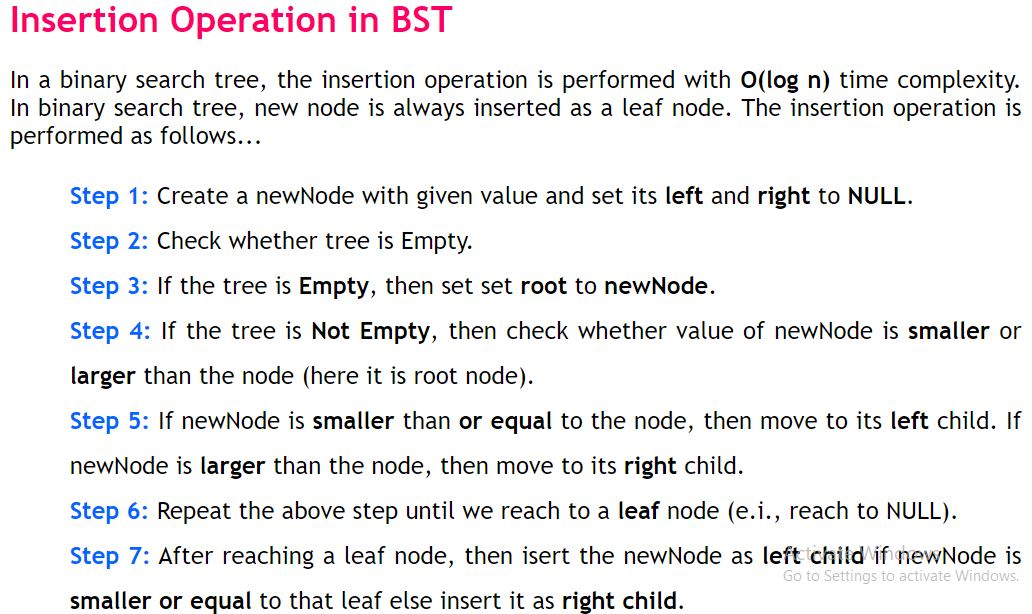 Insertion Operation in BST
In a binary search tree, the insertion operation is performed with O(log n) time complexity.
In binary search tree, new node is always inserted as a leaf node. The insertion operation is
performed as follows...
Step 1: Create a newNode with given value and set its left and right to NULL.
Step 2: Check whether tree is Empty.
Step 3: If the tree is Empty, then set set root to newNode.
Step 4: If the tree is Not Empty, then check whether value of newNode is smaller or
larger than the node (here it is root node).
Step 5: If newNode is smaller than or equal to the node, then move to its left child. If
newNode is larger than the node, then move to its right child.
Step 6: Repeat the above step until we reach to a leaf node (e.i., reach to NULL).
Step 7: After reaching a leaf node, then isert the newNode as left child if newNode is
Activate Windows
Go to Settings to activate Windows.
smaller or equal to that leaf else insert it as right child.